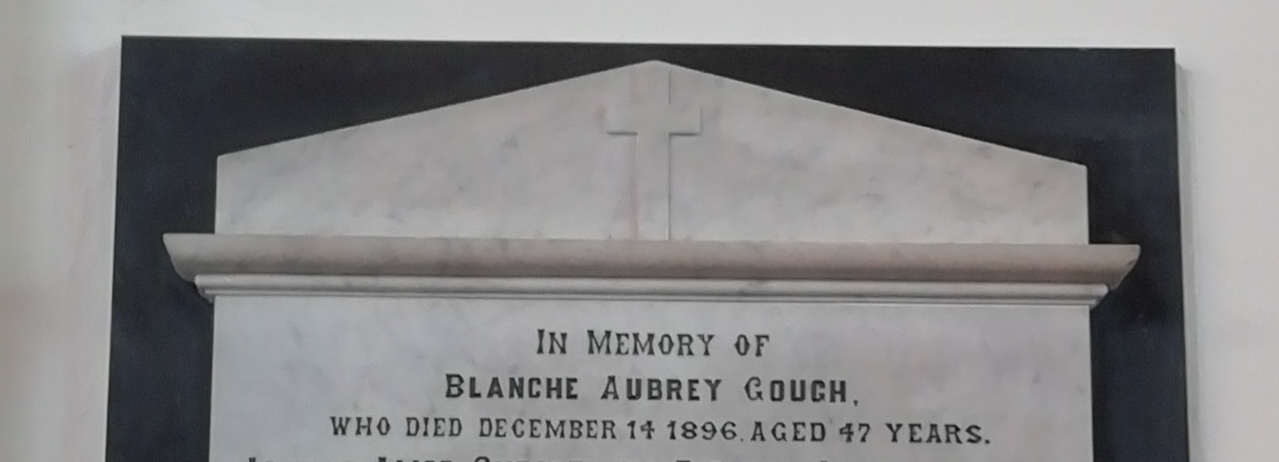 In Memory of
Blanche Aubrey Gough,
who died December 14 1896. aged 47 years.